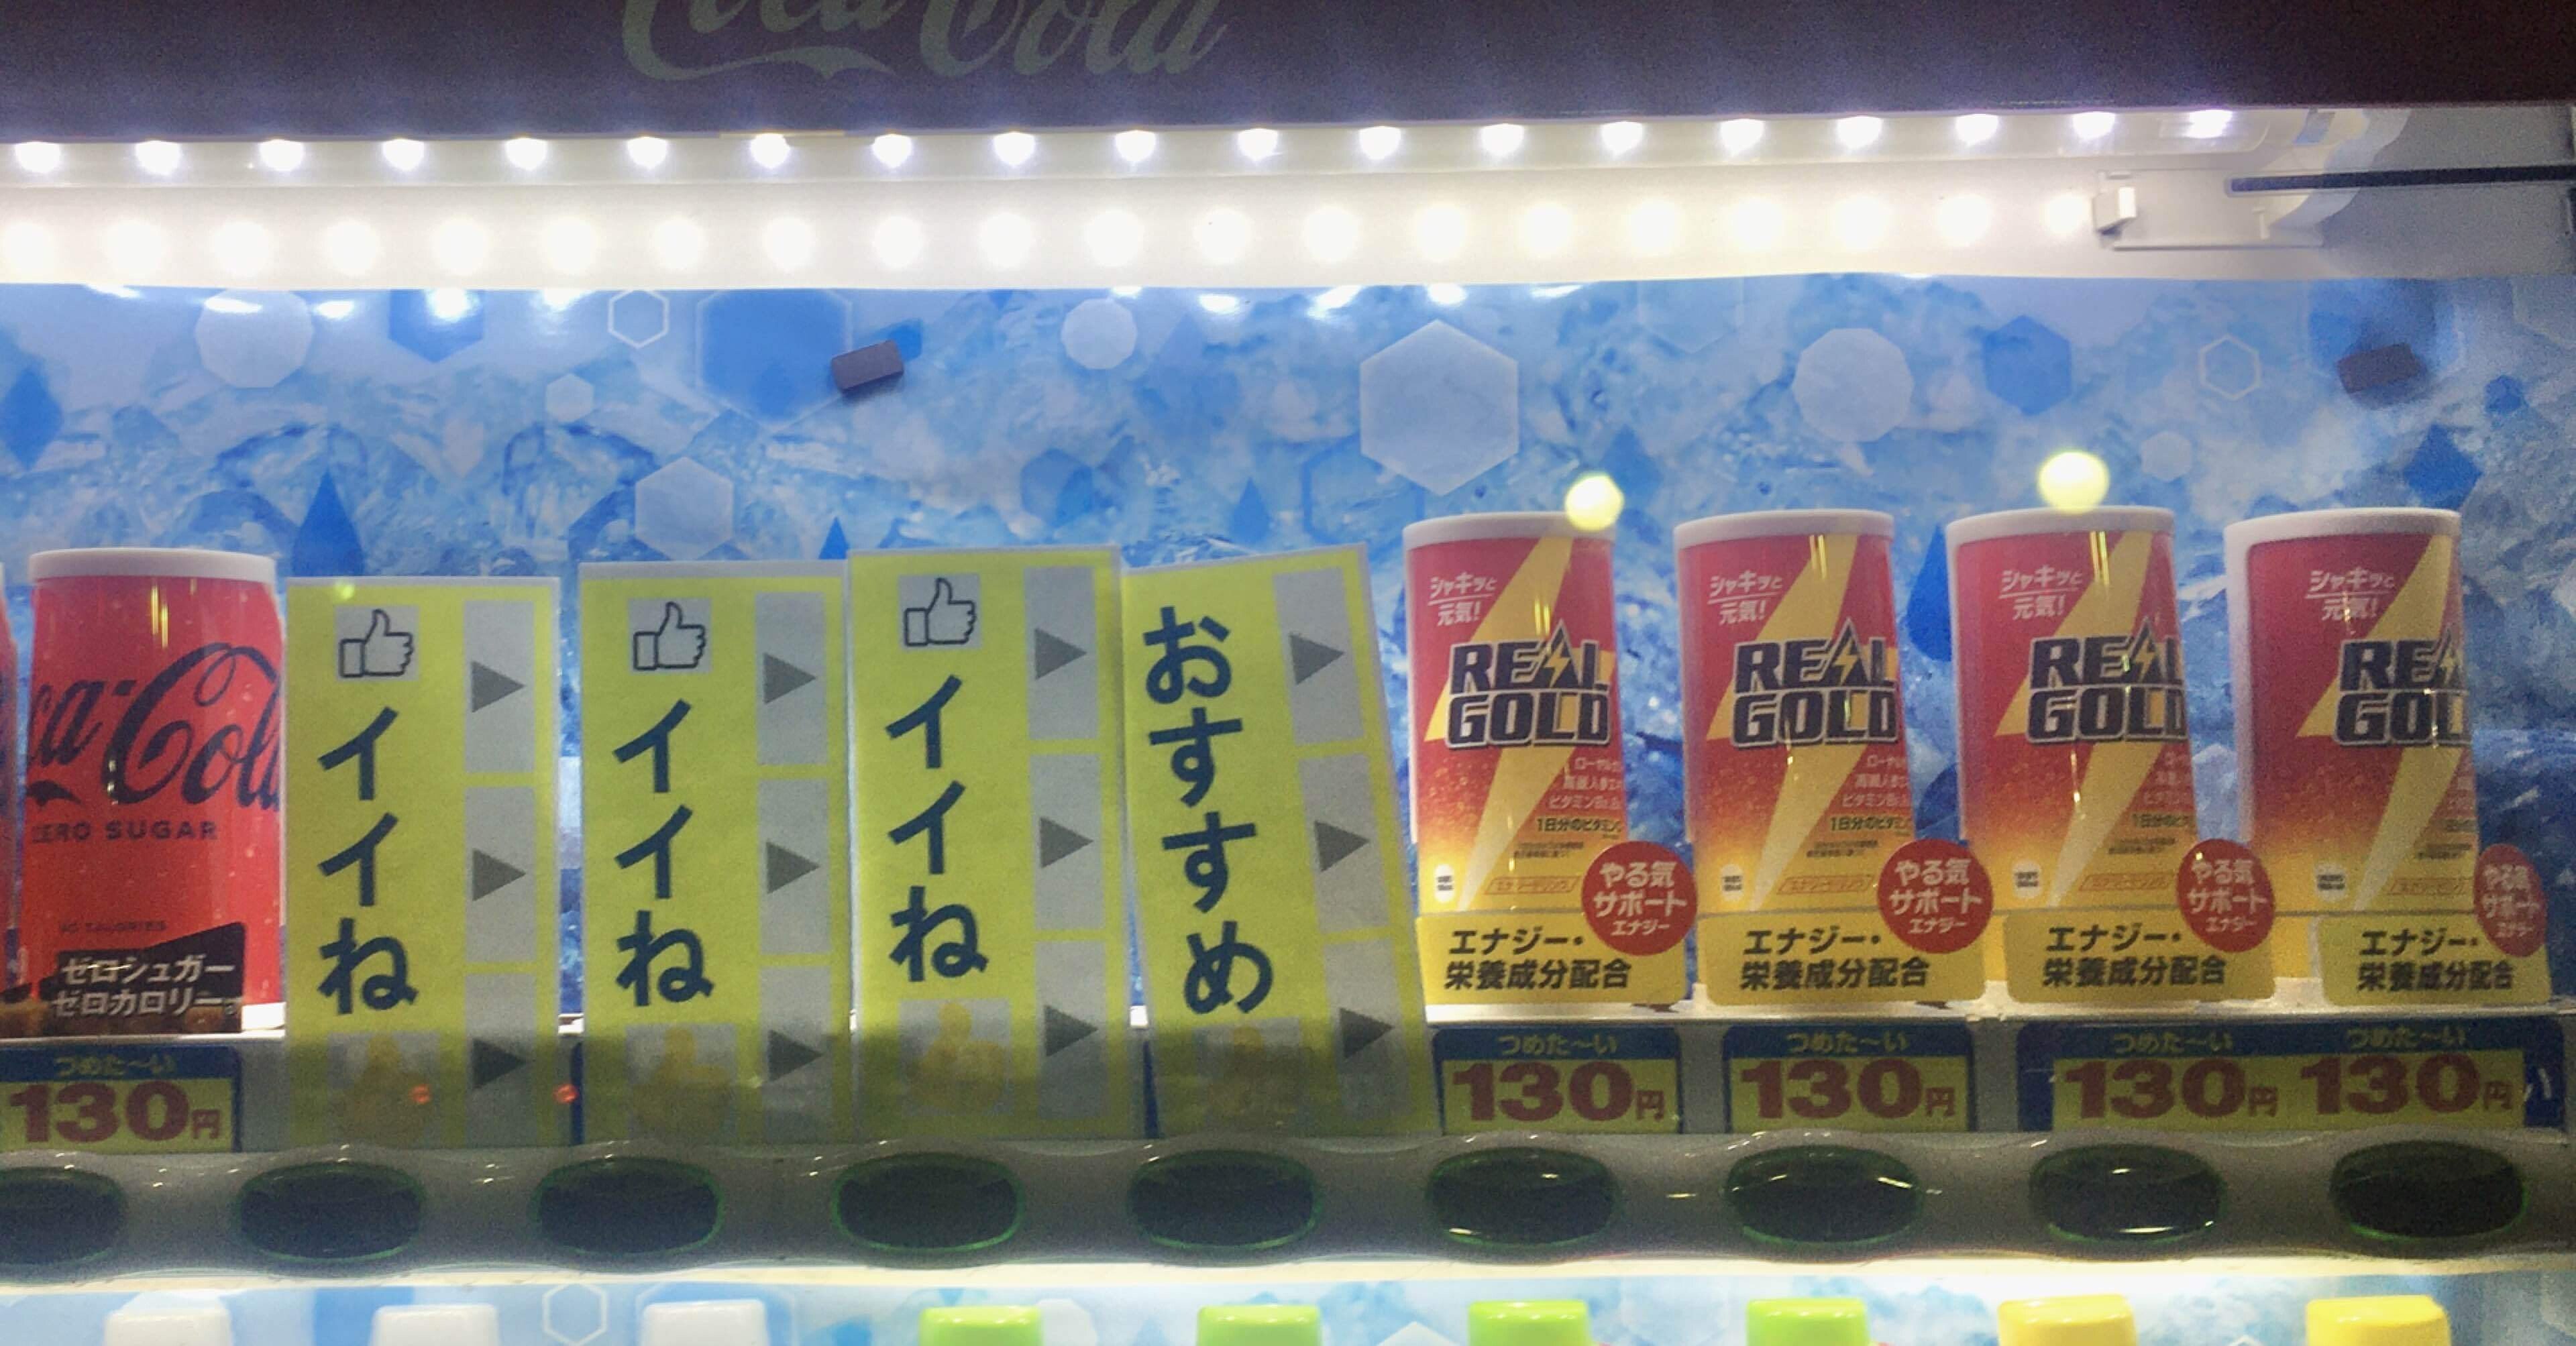 Coca-Cola
Coca-Cola
ZERO SUGAR
ゼロシュガー
ゼロカロリー。
つめた〜い
130円
イイね
イイね
イイね
おすすめ
シャキッと
元気!
REAL
GOLD
1日分のビタミン
やる気
サポート
エナジー
エナジー・
栄養成分配合
つめた〜い
130円
シャキッと
元気!
REAL
GOLD
1日分のビタミン
やる気
サポート
エナジー
エナジー・
栄養成分配合
つめた〜い
130円
シャキッと
元気!
REAL
GOLD
やる気
サポート
エナジー
エナジー・
栄養成分配合
つめた〜い
130円
シャキッと
元気!
REAL
GOLD
やる気
サポート
エナジー
エナジー・
栄養成分配合
つめた〜い
130円